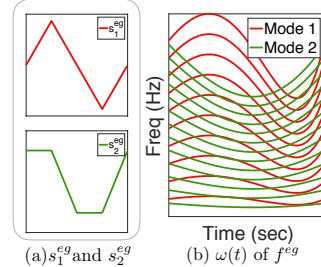 s_1^eg
s_2^eg
Freq (Hz)
Mode 1
Mode 2
Time (sec)
(a)s_1^eg and s_2^eg
(b) ω(t) of f^eg